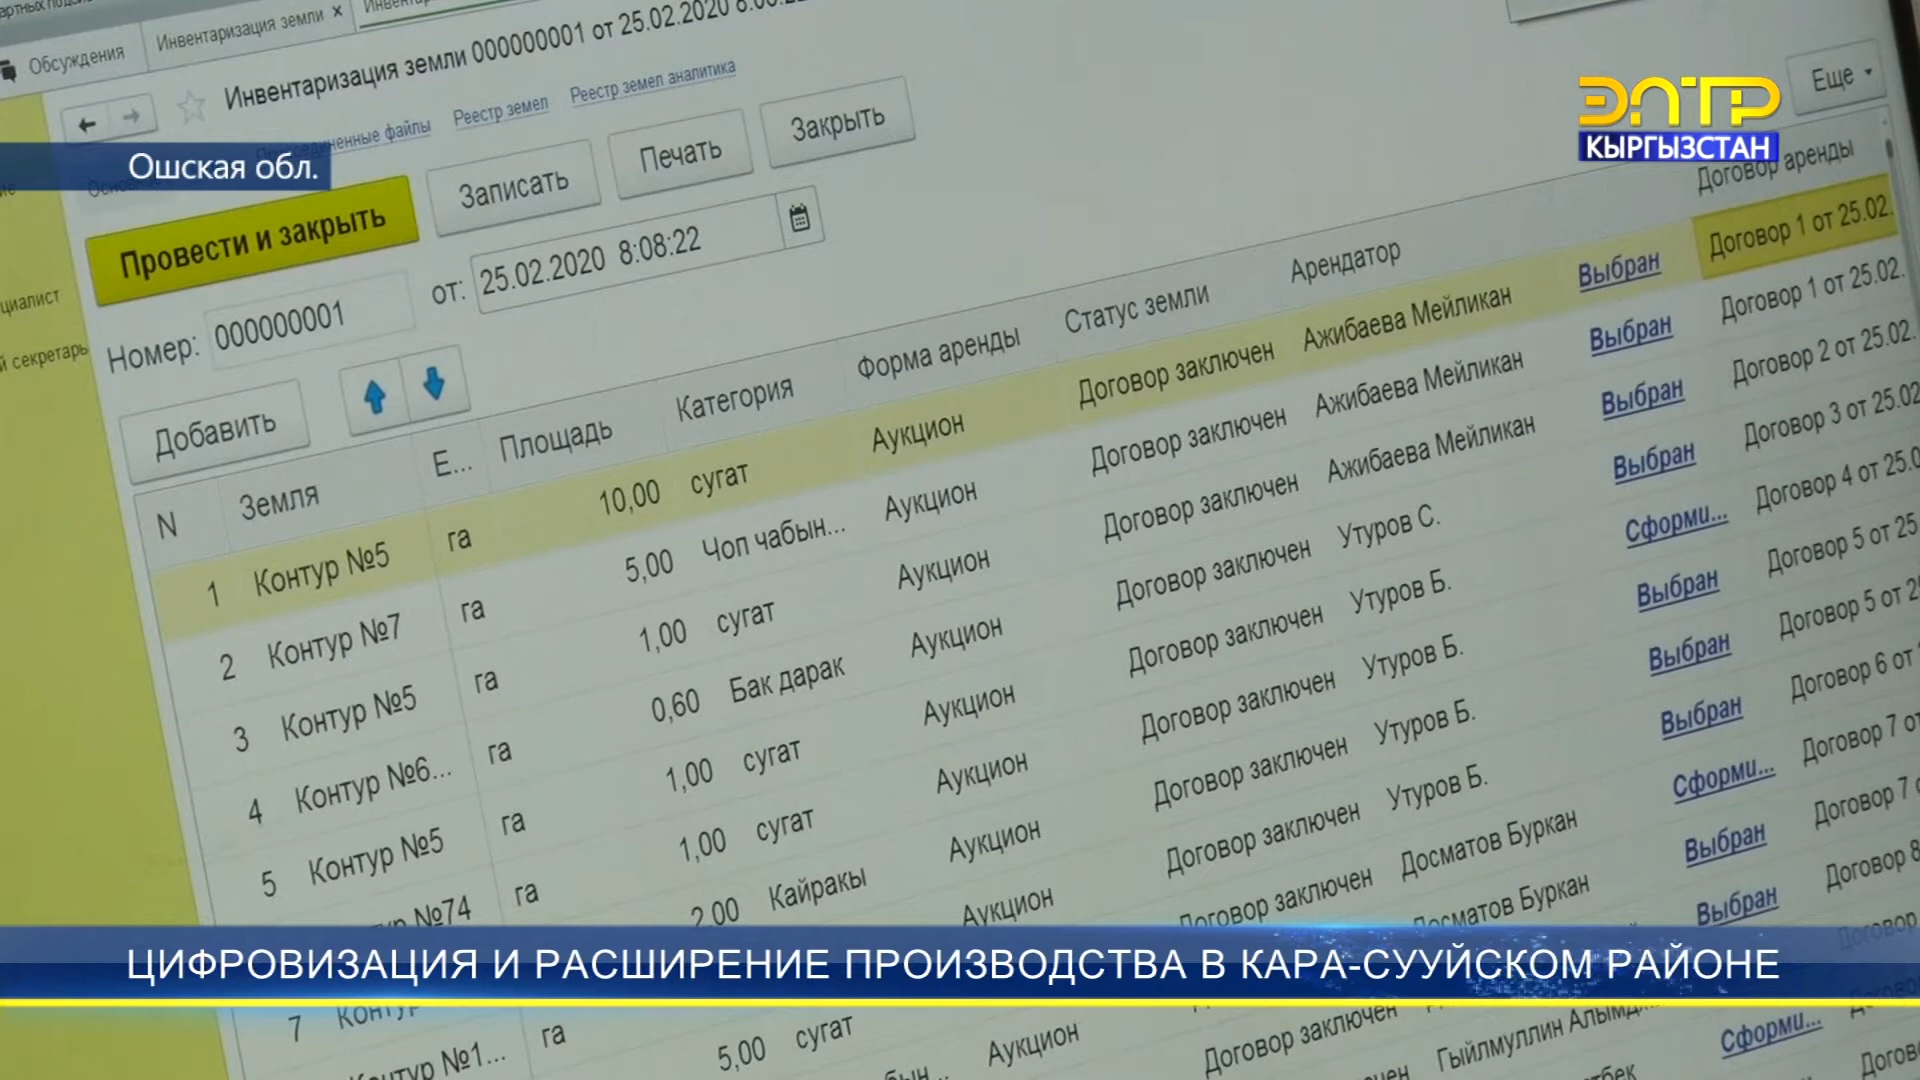 Обсуждения
Инвентаризация земли ×
Инвентаризация земли 000000001 от 25.02.2020
Реестр земел
Реестр земел аналитика
Ошская обл.
ЭЛТР
КЫРГЫЗСТАН
Еще
Провести и закрыть
Записать
Печать
Закрыть
Номер: 000000001
от: 25.02.2020 8:08:22
Добавить
N Земля Е... Площадь Категория Форма аренды Статус земли Арендатор Договор аренды
1 Контур №5 га 10,00 сугат Аукцион Договор заключен Ажибаева Мейликан Выбран Договор 1 от 25.02.
2 Контур №7 га 5,00 Чоп чабын... Аукцион Договор заключен Ажибаева Мейликан Выбран Договор 1 от 25.02.
3 Контур №5 га 1,00 сугат Аукцион Договор заключен Ажибаева Мейликан Выбран Договор 2 от 25.02.
4 Контур №6... га 0,60 Бак дарак Аукцион Договор заключен Утуров С. Выбран Договор 3 от 25.02
5 Контур №5 га 1,00 сугат Аукцион Договор заключен Утуров Б. Сформи... Договор 4 от 25.0
№74 га 1,00 сугат Аукцион Договор заключен Утуров Б. Выбран Договор 5 от 25
2,00 Кайракы Аукцион Договор заключен Утуров Б. Выбран Договор 5 от 2
Аукцион Договор заключен Утуров Б. Выбран Договор 6 от
Договор заключен Досматов Буркан Сформи... Договор 7 от
Досматов Буркан Выбран Договор 7
Выбран Договор 8
ЦИФРОВИЗАЦИЯ И РАСШИРЕНИЕ ПРОИЗВОДСТВА В КАРА-СУУЙСКОМ РАЙОНЕ
7
га 5,00 сугат Аукцион Договор заключен Гыйлмуллин Сформи...